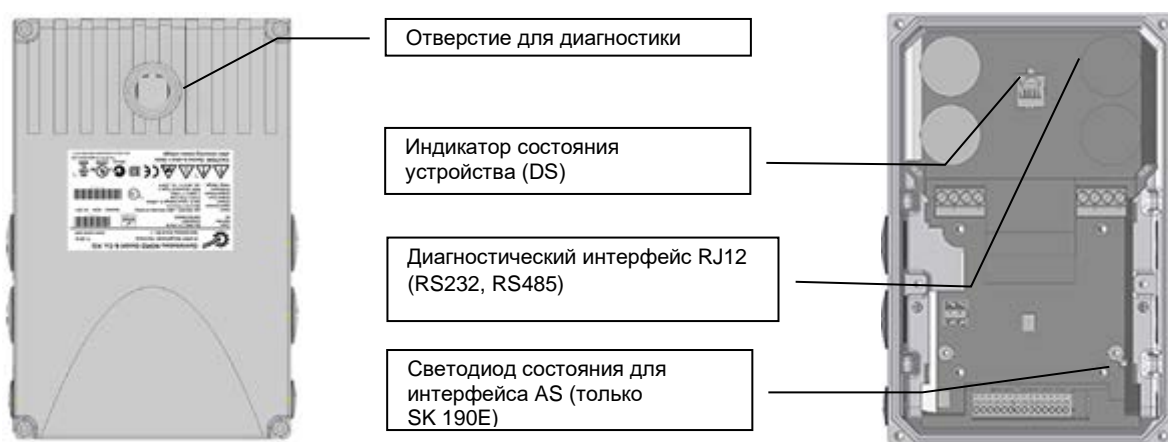 Отверстие для диагностики
Индикатор состояния
устройства (DS)
Диагностический интерфейс RJ12
(RS232, RS485)
Светодиод состояния для
интерфейса AS (только
SK 190E)